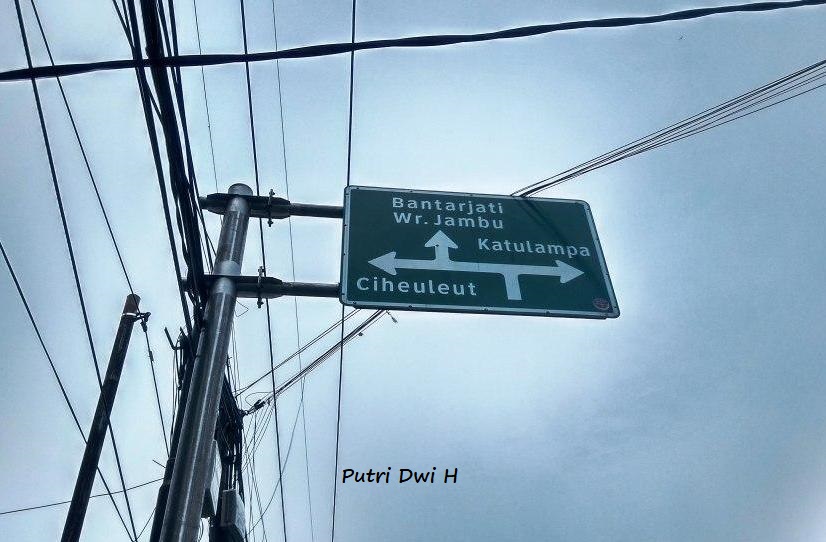 Bantarjati
Wr. Jambu
Katulampa
Ciheuleut
Putri Dwi H